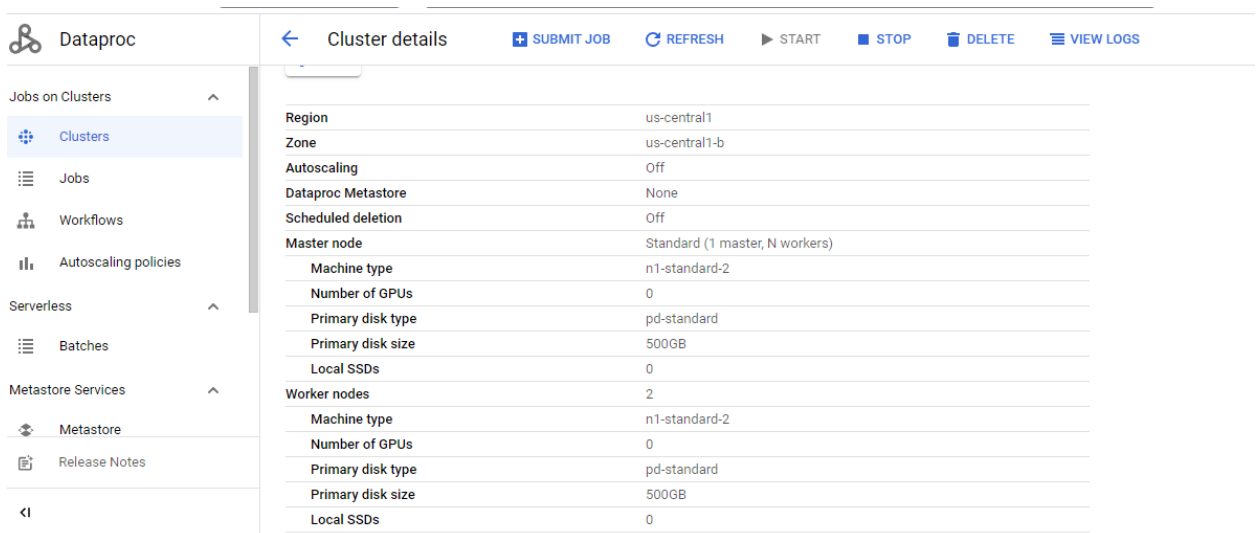 Dataproc
Cluster details
SUBMIT JOB
REFRESH
START
STOP
DELETE
VIEW LOGS
Jobs on Clusters
Clusters
Jobs
Workflows
Autoscaling policies
Serverless
Batches
Metastore Services
Metastore
Release Notes
Region us-central1
Zone us-central1-b
Autoscaling Off
Dataproc Metastore None
Scheduled deletion Off
Master node Standard (1 master, N workers)
Machine type n1-standard-2
Number of GPUs 0
Primary disk type pd-standard
Primary disk size 500GB
Local SSDs 0
Worker nodes 2
Machine type n1-standard-2
Number of GPUs 0
Primary disk type pd-standard
Primary disk size 500GB
Local SSDs 0